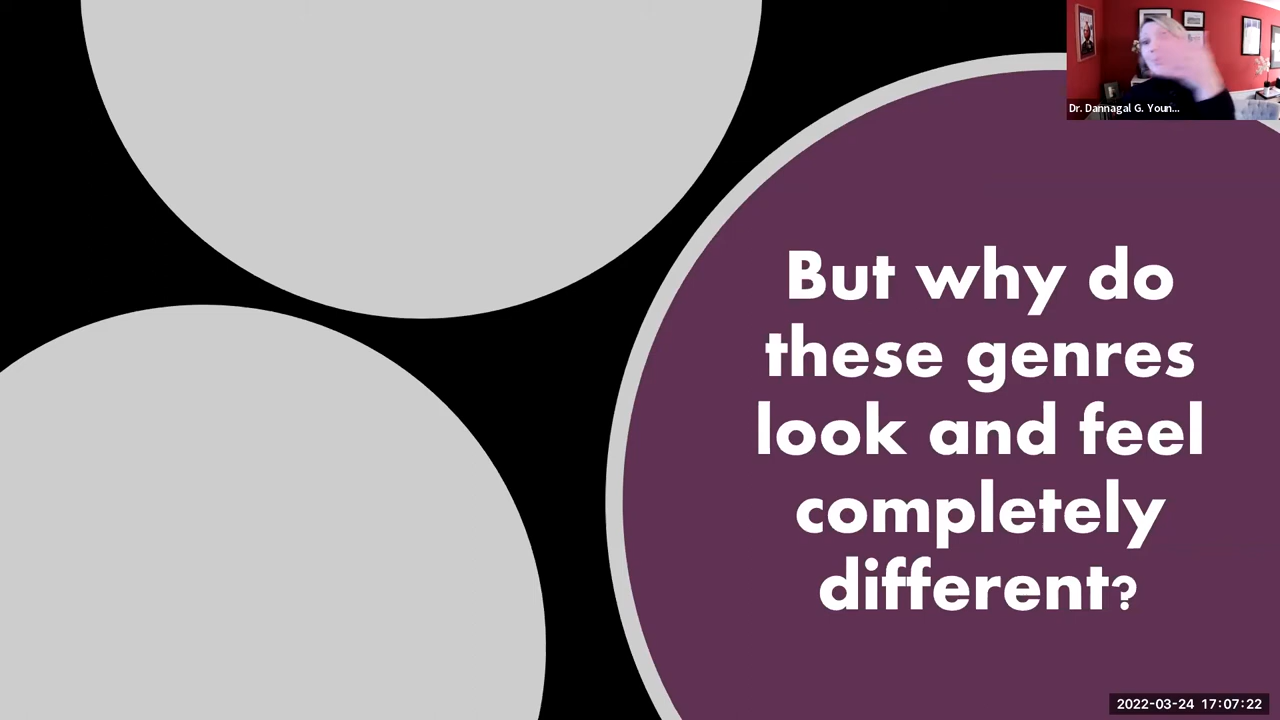 Dr. Dannagal G. Youn...
But why do
these genres
look and feel
completely
different?
2022-03-24 17:07:22